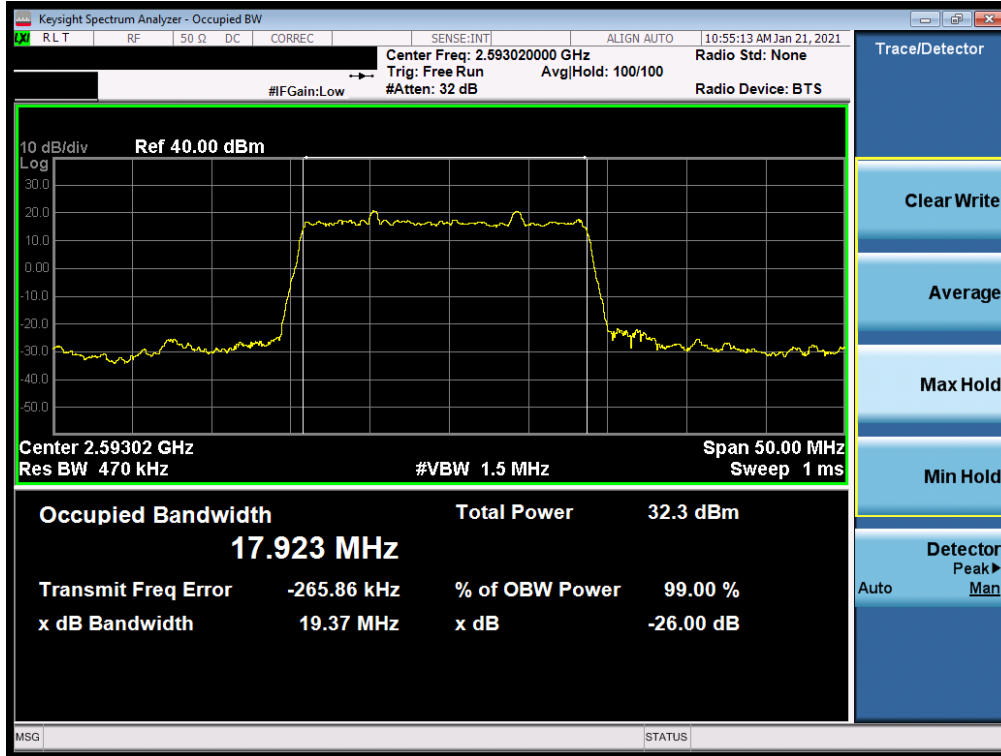 Keysight Spectrum Analyzer - Occupied BW
LXI RLT RF 50 Ω DC CORREC SENSE:INT ALIGN AUTO 10:55:13 AM Jan 21, 2021
Center Freq: 2.593020000 GHz Radio Std: None
Trig: Free Run Avg|Hold: 100/100
#IFGain:Low #Atten: 32 dB Radio Device: BTS
Trace/Detector
10 dB/div Ref 40.00 dBm
Log
30.0
20.0
10.0
0.00
-10.0
-20.0
-30.0
-40.0
-50.0
Center 2.59302 GHz Span 50.00 MHz
Res BW 470 kHz #VBW 1.5 MHz Sweep 1 ms
Occupied Bandwidth Total Power 32.3 dBm
17.923 MHz
Transmit Freq Error -265.86 kHz % of OBW Power 99.00 %
x dB Bandwidth 19.37 MHz x dB -26.00 dB
Clear Write
Average
Max Hold
Min Hold
Detector
Peak▶
Auto Man
MSG STATUS